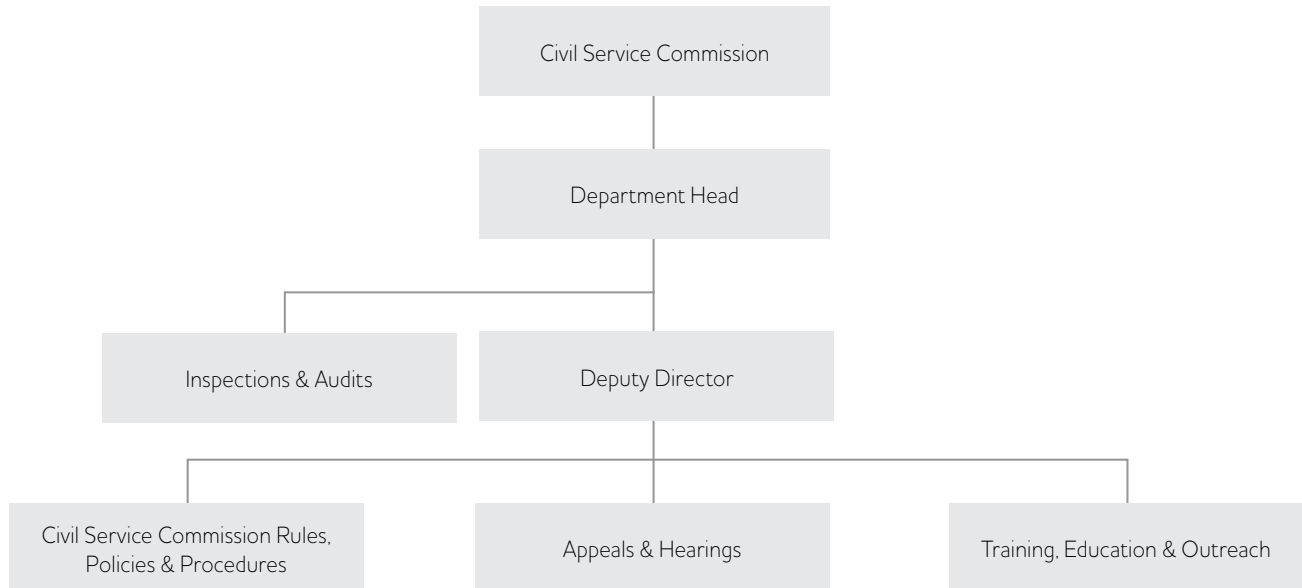 Civil Service Commission
Department Head
Inspections & Audits
Deputy Director
Civil Service Commission Rules,
Policies & Procedures
Appeals & Hearings
Training, Education & Outreach